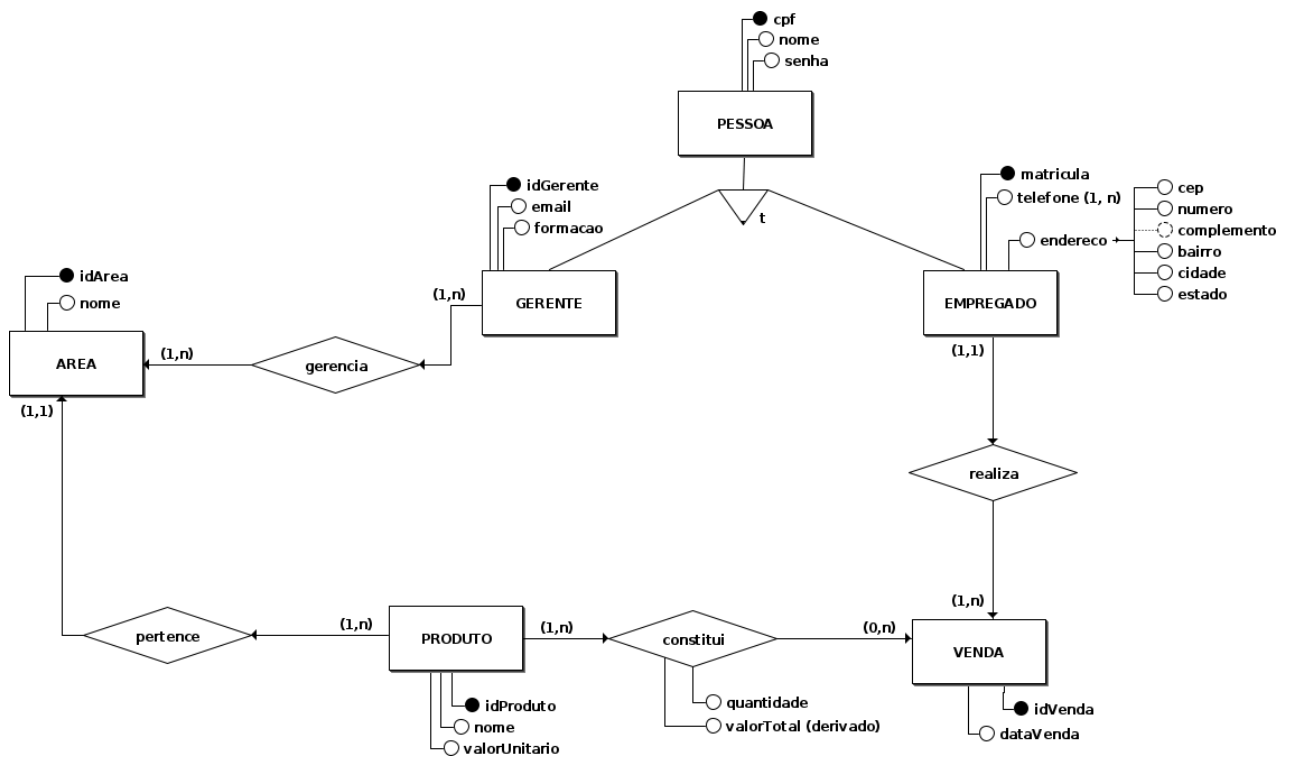 cpf
nome
senha
PESSOA
t
idGerente
email
formacao
GERENTE
(1,n)
matricula
telefone (1, n)
endereco
cep
numero
complemento
bairro
cidade
estado
EMPREGADO
(1,1)
idArea
nome
AREA
(1,n)
gerencia
(1,1)
realiza
(1,n)
pertence
(1,n)
PRODUTO
(1,n)
constitui
(0,n)
VENDA
idProduto
nome
valorUnitario
quantidade
valorTotal (derivado)
idVenda
dataVenda